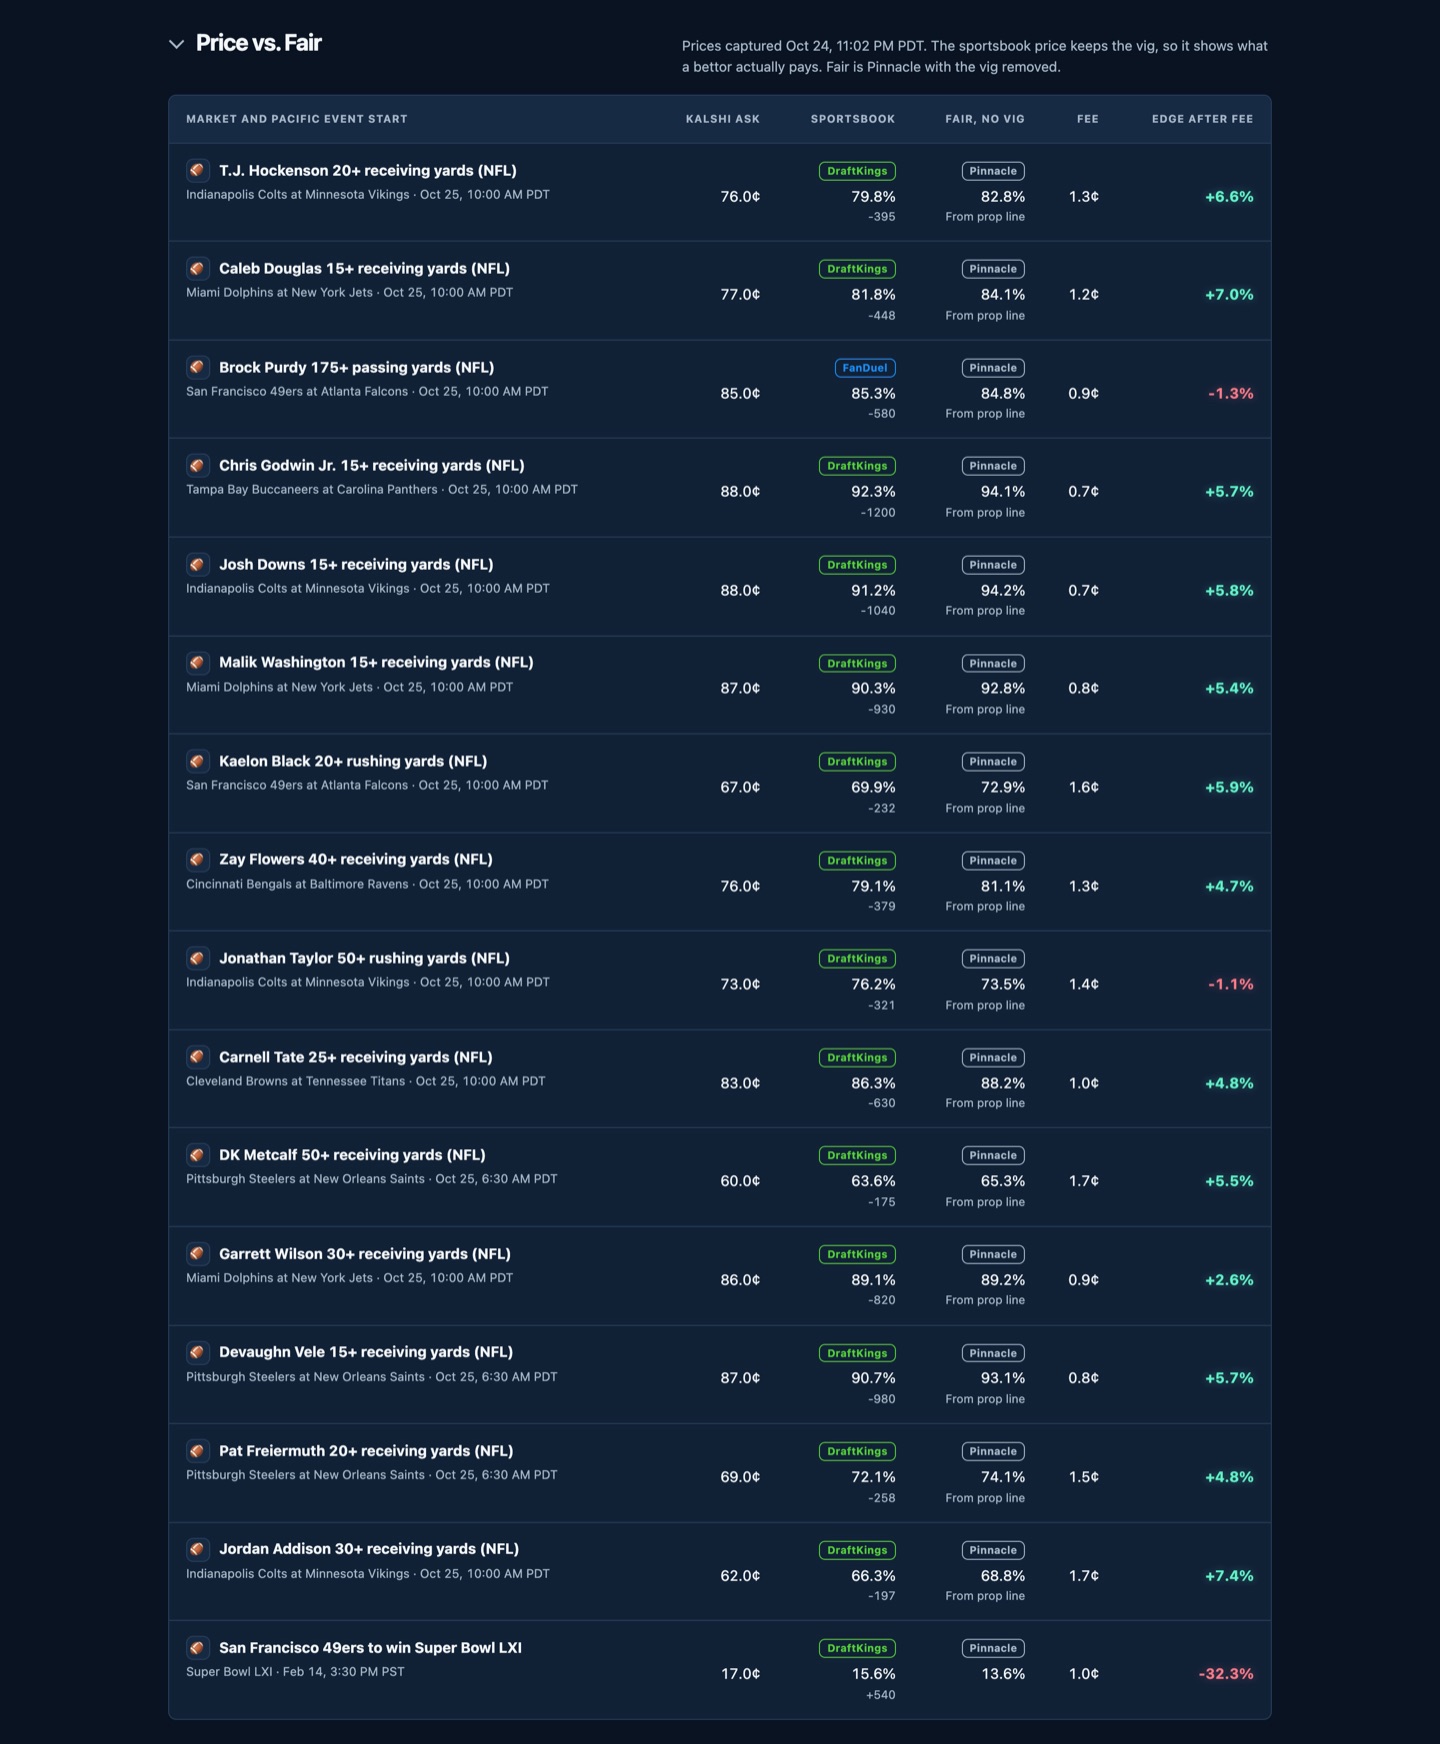 Price vs. Fair
Prices captured Oct 24, 11:02 PM PDT. The sportsbook price keeps the vig, so it shows what
a bettor actually pays. Fair is Pinnacle with the vig removed.
MARKET AND PACIFIC EVENT START KALSHI ASK SPORTSBOOK FAIR, NO VIG FEE EDGE AFTER FEE
T.J. Hockenson 20+ receiving yards (NFL) DraftKings Pinnacle
Indianapolis Colts at Minnesota Vikings · Oct 25, 10:00 AM PDT 76.0¢ 79.8% 82.8% 1.3¢ +6.6%
-395 From prop line
Caleb Douglas 15+ receiving yards (NFL) DraftKings Pinnacle
Miami Dolphins at New York Jets · Oct 25, 10:00 AM PDT 77.0¢ 81.8% 84.1% 1.2¢ +7.0%
-448 From prop line
Brock Purdy 175+ passing yards (NFL) FanDuel Pinnacle
San Francisco 49ers at Atlanta Falcons · Oct 25, 10:00 AM PDT 85.0¢ 85.3% 84.8% 0.9¢ -1.3%
-580 From prop line
Chris Godwin Jr. 15+ receiving yards (NFL) DraftKings Pinnacle
Tampa Bay Buccaneers at Carolina Panthers · Oct 25, 10:00 AM PDT 88.0¢ 92.3% 94.1% 0.7¢ +5.7%
-1200 From prop line
Josh Downs 15+ receiving yards (NFL) DraftKings Pinnacle
Indianapolis Colts at Minnesota Vikings · Oct 25, 10:00 AM PDT 88.0¢ 91.2% 94.2% 0.7¢ +5.8%
-1040 From prop line
Malik Washington 15+ receiving yards (NFL) DraftKings Pinnacle
Miami Dolphins at New York Jets · Oct 25, 10:00 AM PDT 87.0¢ 90.3% 92.8% 0.8¢ +5.4%
-930 From prop line
Kaelon Black 20+ rushing yards (NFL) DraftKings Pinnacle
San Francisco 49ers at Atlanta Falcons · Oct 25, 10:00 AM PDT 67.0¢ 69.9% 72.9% 1.6¢ +5.9%
-232 From prop line
Zay Flowers 40+ receiving yards (NFL) DraftKings Pinnacle
Cincinnati Bengals at Baltimore Ravens · Oct 25, 10:00 AM PDT 76.0¢ 79.1% 81.1% 1.3¢ +4.7%
-379 From prop line
Jonathan Taylor 50+ rushing yards (NFL) DraftKings Pinnacle
Indianapolis Colts at Minnesota Vikings · Oct 25, 10:00 AM PDT 73.0¢ 76.2% 73.5% 1.4¢ -1.1%
-321 From prop line
Carnell Tate 25+ receiving yards (NFL) DraftKings Pinnacle
Cleveland Browns at Tennessee Titans · Oct 25, 10:00 AM PDT 83.0¢ 86.3% 88.2% 1.0¢ +4.8%
-630 From prop line
DK Metcalf 50+ receiving yards (NFL) DraftKings Pinnacle
Pittsburgh Steelers at New Orleans Saints · Oct 25, 6:30 AM PDT 60.0¢ 63.6% 65.3% 1.7¢ +5.5%
-175 From prop line
Garrett Wilson 30+ receiving yards (NFL) DraftKings Pinnacle
Miami Dolphins at New York Jets · Oct 25, 10:00 AM PDT 86.0¢ 89.1% 89.2% 0.9¢ +2.6%
-820 From prop line
Devaughn Vele 15+ receiving yards (NFL) DraftKings Pinnacle
Pittsburgh Steelers at New Orleans Saints · Oct 25, 6:30 AM PDT 87.0¢ 90.7% 93.1% 0.8¢ +5.7%
-980 From prop line
Pat Freiermuth 20+ receiving yards (NFL) DraftKings Pinnacle
Pittsburgh Steelers at New Orleans Saints · Oct 25, 6:30 AM PDT 69.0¢ 72.1% 74.1% 1.5¢ +4.8%
-258 From prop line
Jordan Addison 30+ receiving yards (NFL) DraftKings Pinnacle
Indianapolis Colts at Minnesota Vikings · Oct 25, 10:00 AM PDT 62.0¢ 66.3% 68.8% 1.7¢ +7.4%
-197 From prop line
San Francisco 49ers to win Super Bowl LXI DraftKings Pinnacle
Super Bowl LXI · Feb 14, 3:30 PM PST 17.0¢ 15.6% 13.6% 1.0¢ -32.3%
+540